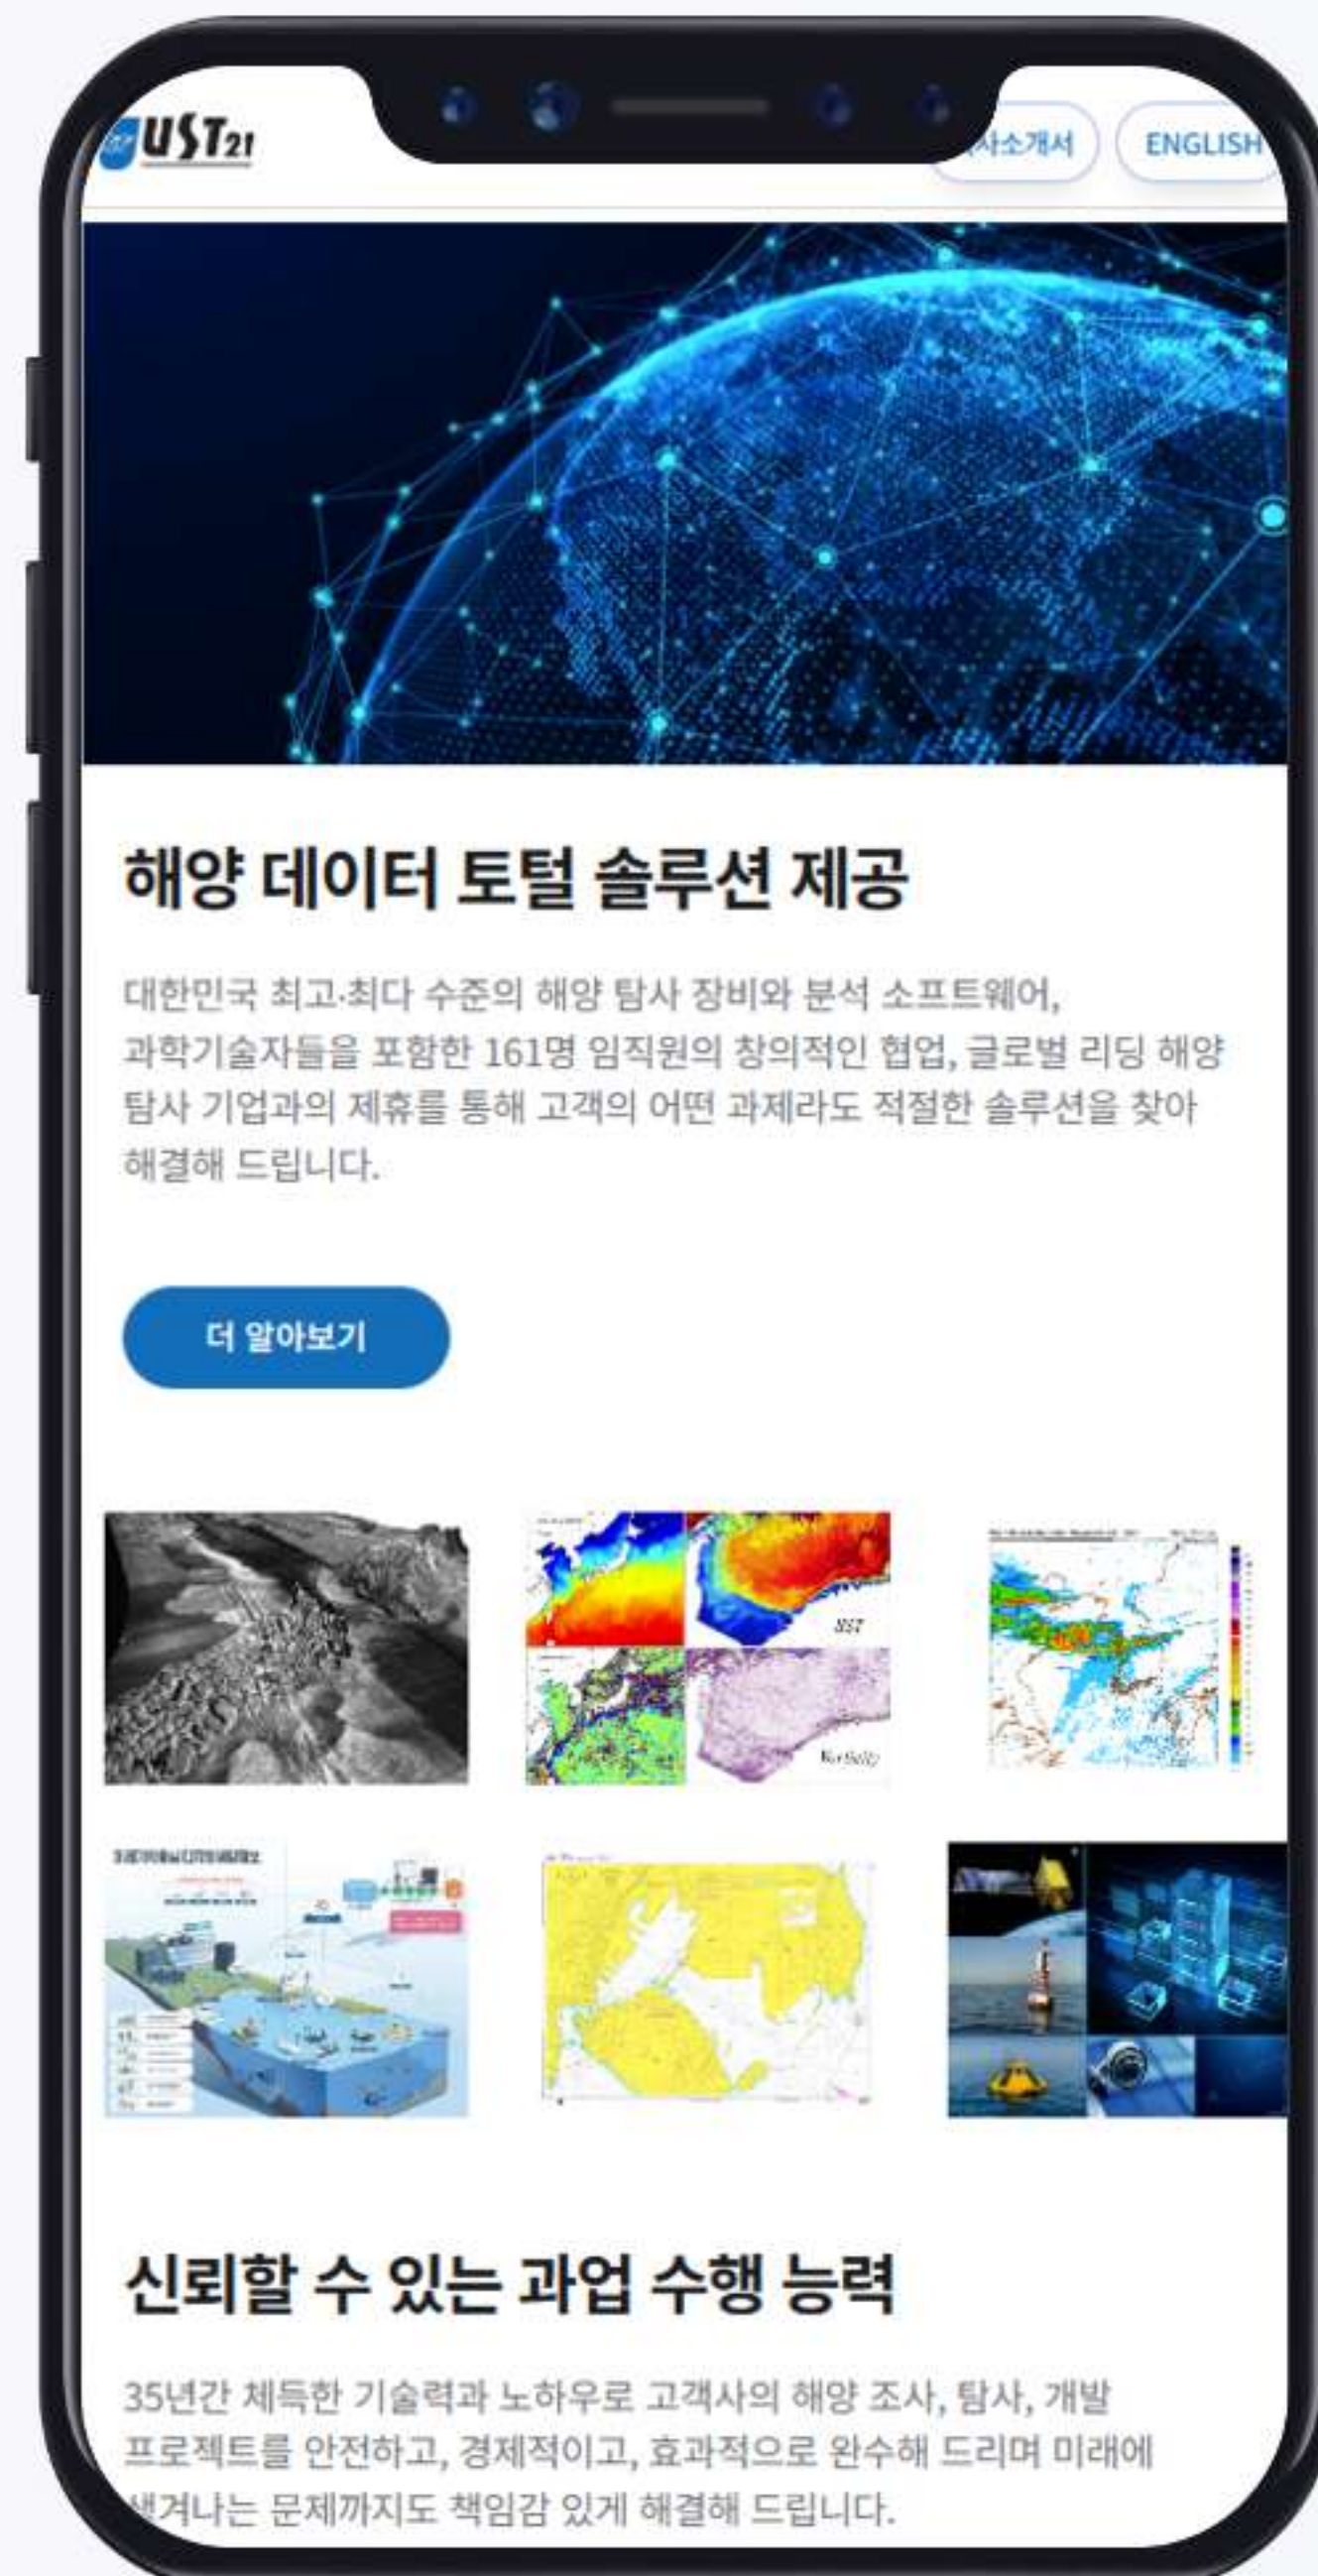 UST21
사소개서
ENGLISH
해양 데이터 토털 솔루션 제공
대한민국 최고·최다 수준의 해양 탐사 장비와 분석 소프트웨어,
과학기술자들을 포함한 161명 임직원의 창의적인 협업, 글로벌 리딩 해양
탐사 기업과의 제휴를 통해 고객의 어떤 과제라도 적절한 솔루션을 찾아
해결해 드립니다.
더 알아보기
SST
Vorticity
신뢰할 수 있는 과업 수행 능력
35년간 체득한 기술력과 노하우로 고객사의 해양 조사, 탐사, 개발
프로젝트를 안전하고, 경제적이고, 효과적으로 완수해 드리며 미래에
생겨나는 문제까지도 책임감 있게 해결해 드립니다.